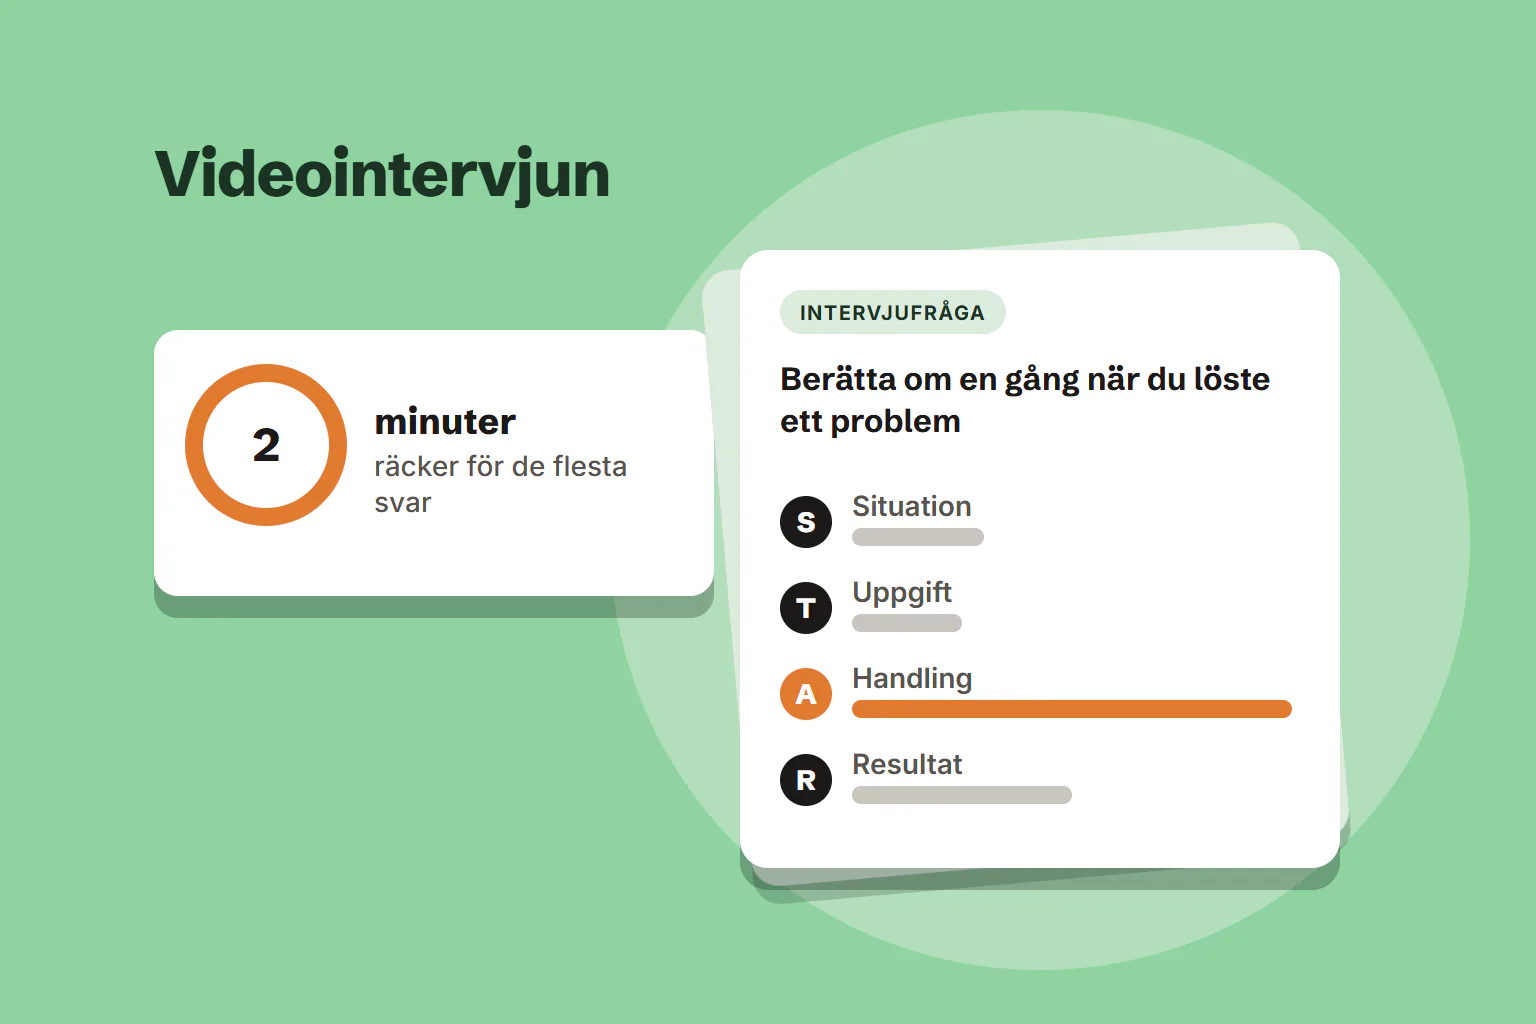 Videointervjun
2
minuter
räcker för de flesta
svar
INTERVJUFRÅGA
Berätta om en gång när du löste
ett problem
S
Situation
T
Uppgift
A
Handling
R
Resultat